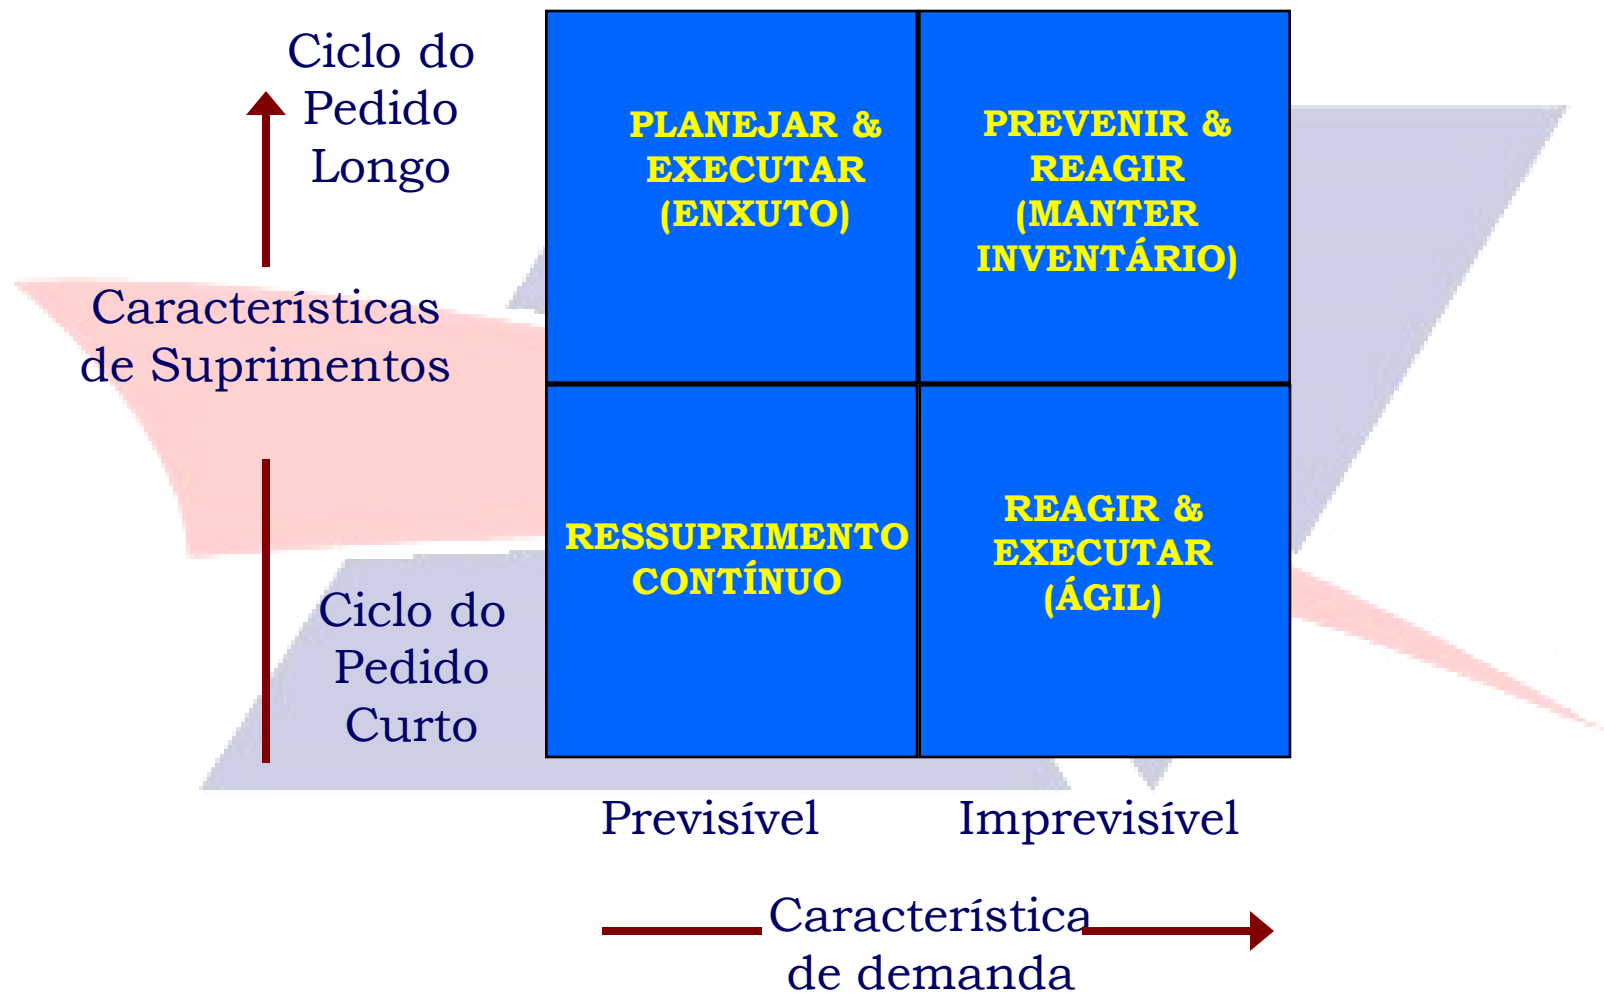 Ciclo do
Pedido
Longo
PLANEJAR &
EXECUTAR
(ENXUTO)
PREVENIR &
REAGIR
(MANTER
INVENTÁRIO)
Características
de Suprimentos
RESSUPRIMENTO
CONTÍNUO
REAGIR &
EXECUTAR
(ÁGIL)
Ciclo do
Pedido
Curto
Previsível
Imprevisível
Característica
de demanda